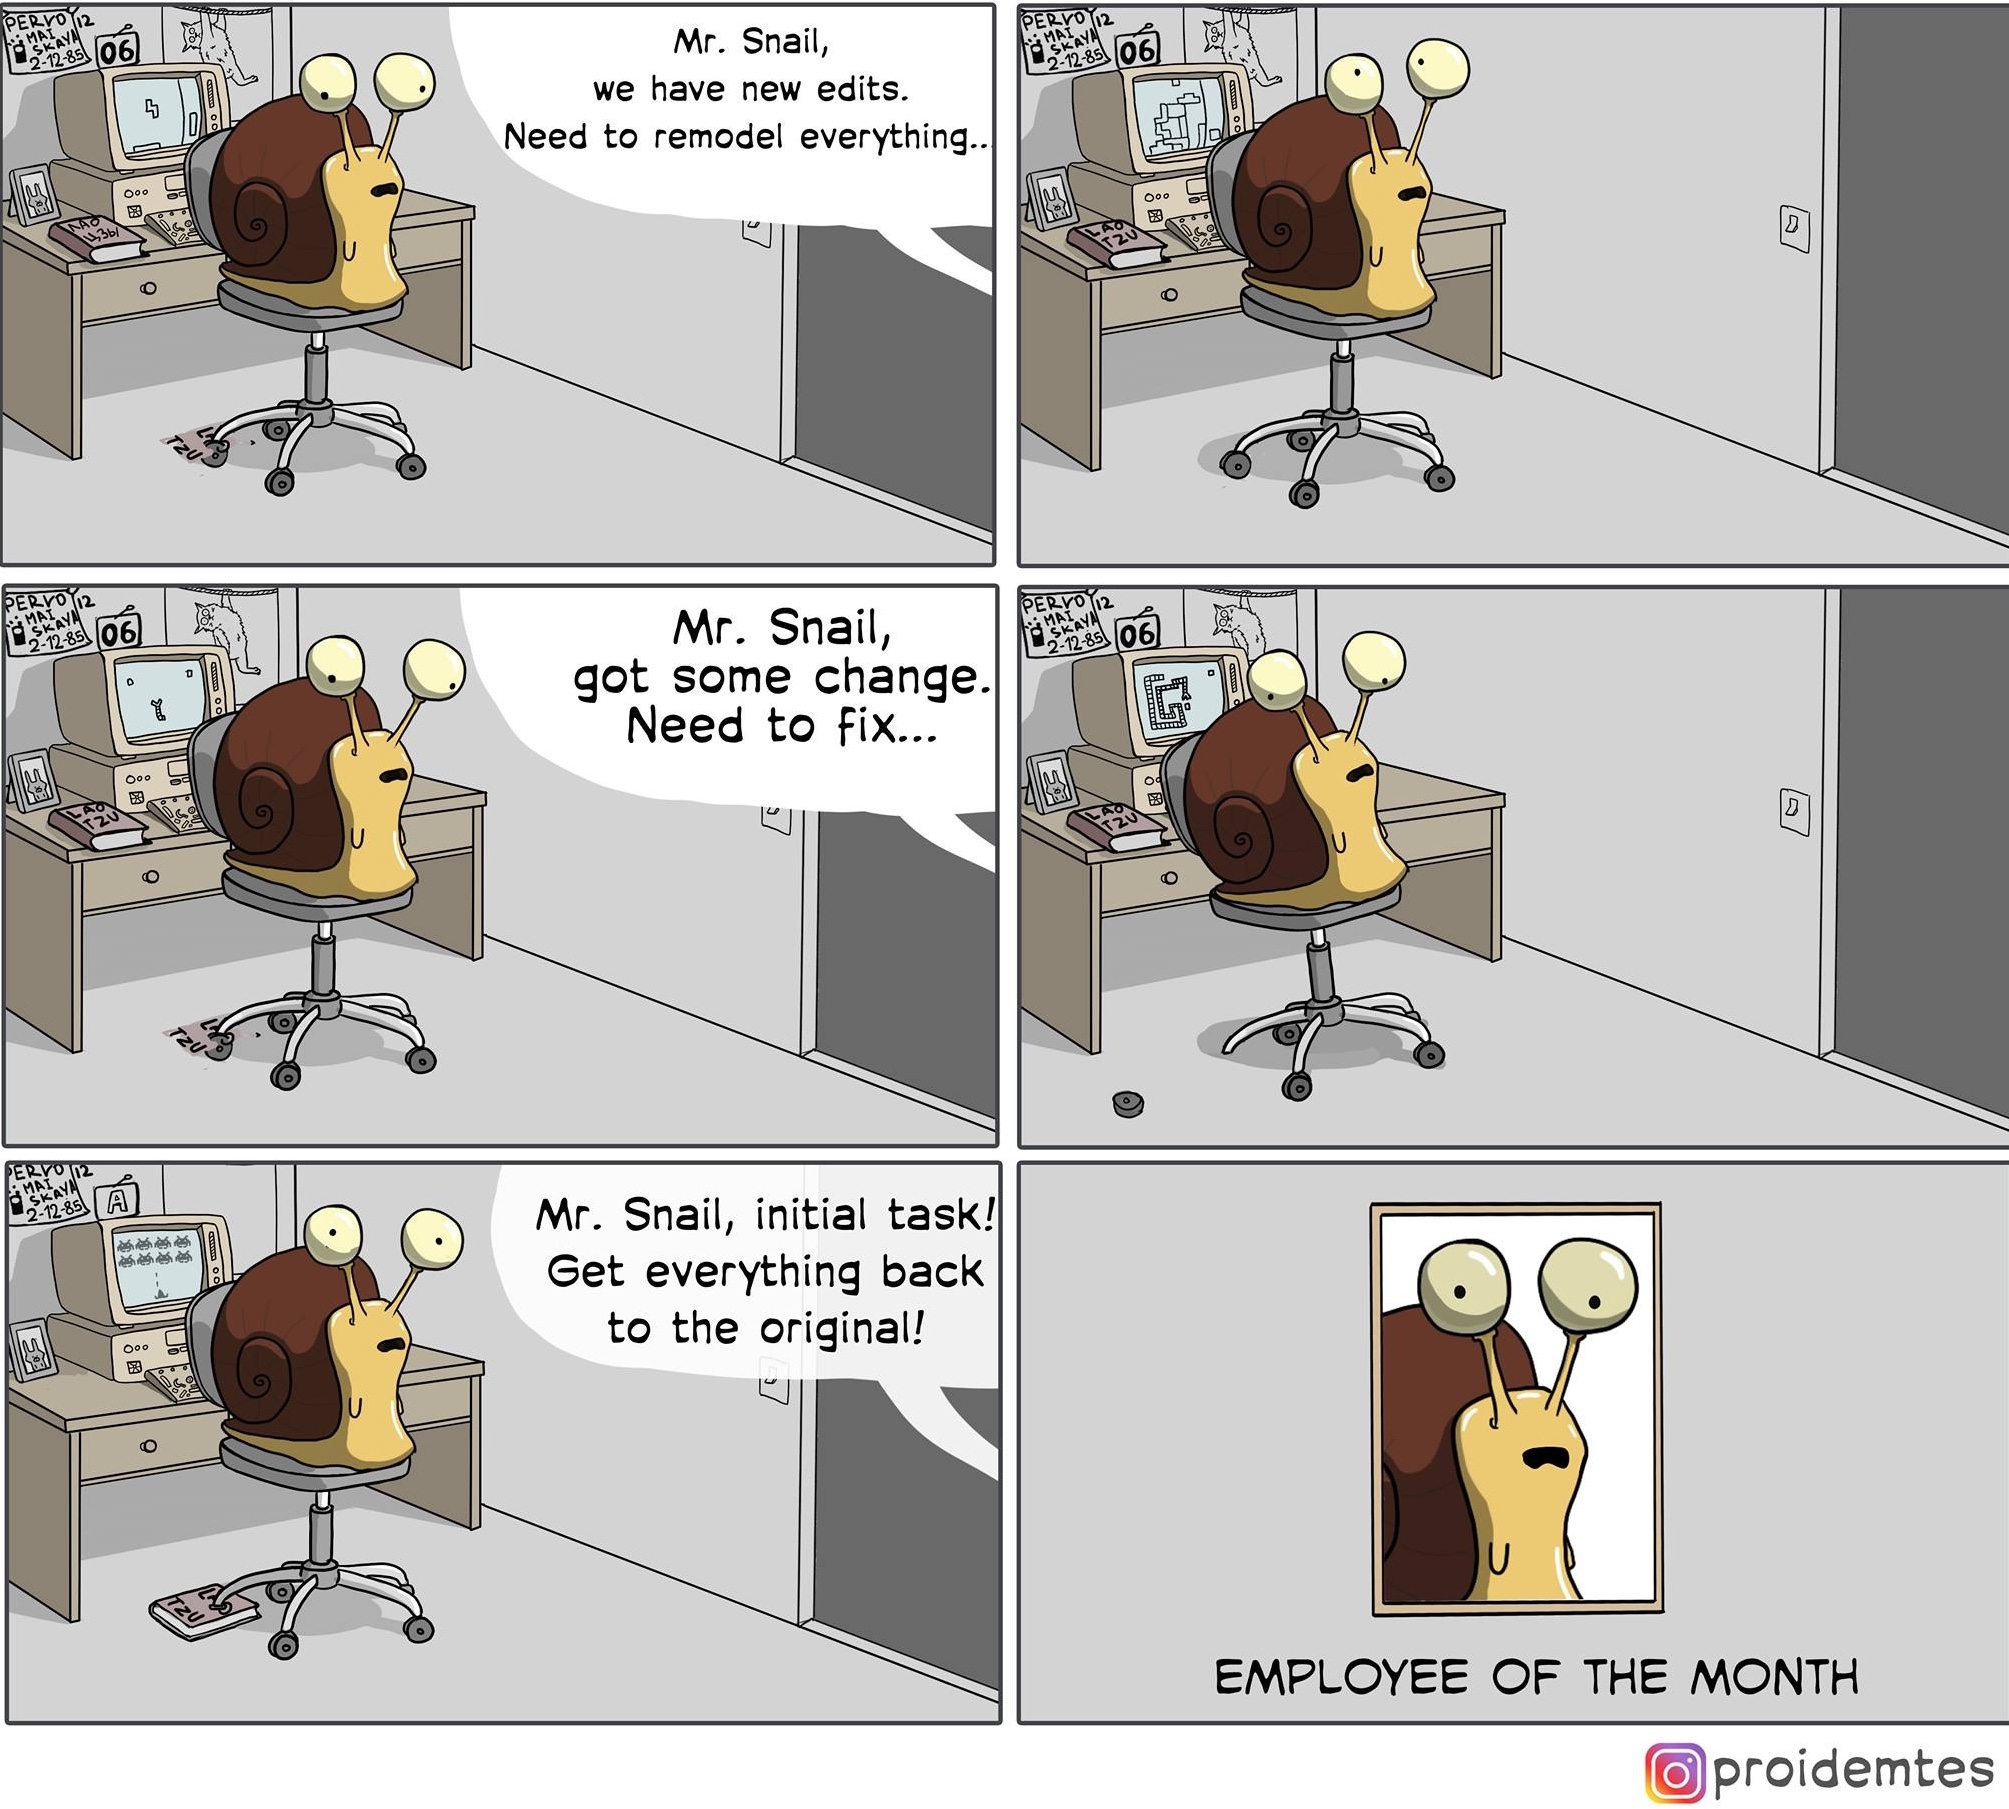 PERVO 12
MAI
SKAYA
2-12-85
06
Mr. Snail,
we have new edits.
Need to remodel everything...
ЛАО
ЦЗЫ
TZU
PERVO 12
MAI
SKAYA
2-12-85
06
LAO
TZU
PERVO 12
MAI
SKAYA
2-12-85
06
Mr. Snail,
got some change.
Need to fix...
LAO
TZU
TZU
PERVO 12
MAI
SKAYA
2-12-85
06
LAO
TZU
PERVO 12
MAI
SKAYA
2-12-85
A
Mr. Snail, initial task!
Get everything back
to the original!
TZU
EMPLOYEE OF THE MONTH
proidemtes